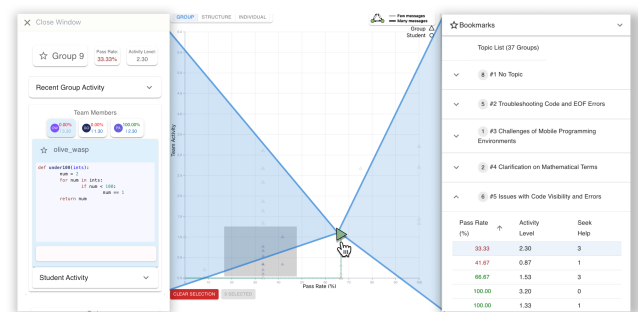 Close Window
Group 9
Pass Rate
33.33%
Activity Level
2.30
Recent Group Activity
Team Members
0.00%
0.00%
1.30
100.00%
olive_wasp
def under100(ints):
num = 2
for num in ints:
if num < 100:
num += 1
return num
Student Activity
GROUP STRUCTURE INDIVIDUAL
Few messages
Many messages
Group
Student
Team Activity
Pass Rate (%)
CLEAR SELECTION
0 SELECTED
Bookmarks
Topic List (37 Groups)
8 #1 No Topic
5 #2 Troubleshooting Code and EOF Errors
1 #3 Challenges of Mobile Programming
Environments
2 #4 Clarification on Mathematical Terms
6 #5 Issues with Code Visibility and Errors
Pass Rate
(%)
Activity
Level
Seek
Help
33.33 2.30 3
41.67 0.87 1
66.67 1.53 3
100.00 3.20 0
100.00 1.33 1